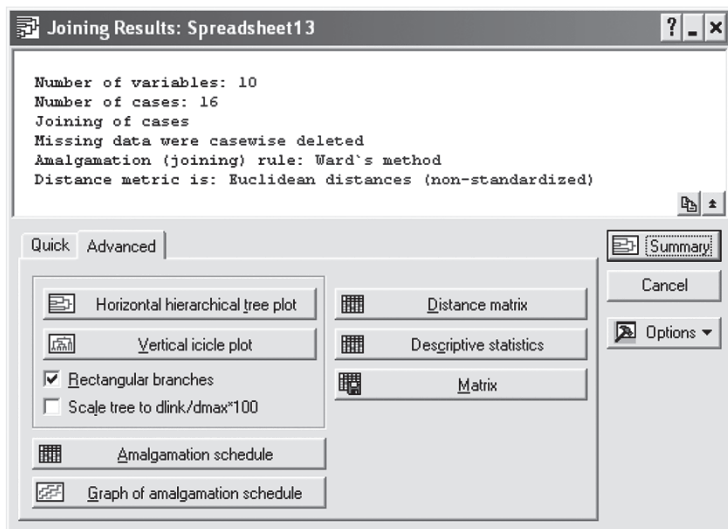 Joining Results: Spreadsheet13
Number of variables: 10
Number of cases: 16
Joining of cases
Missing data were casewise deleted
Amalgamation (joining) rule: Ward`s method
Distance metric is: Euclidean distances (non-standardized)
Quick
Advanced
Summary
Cancel
Options
Horizontal hierarchical tree plot
Vertical icicle plot
Rectangular branches
Scale tree to dlink/dmax*100
Amalgamation schedule
Graph of amalgamation schedule
Distance matrix
Descriptive statistics
Matrix